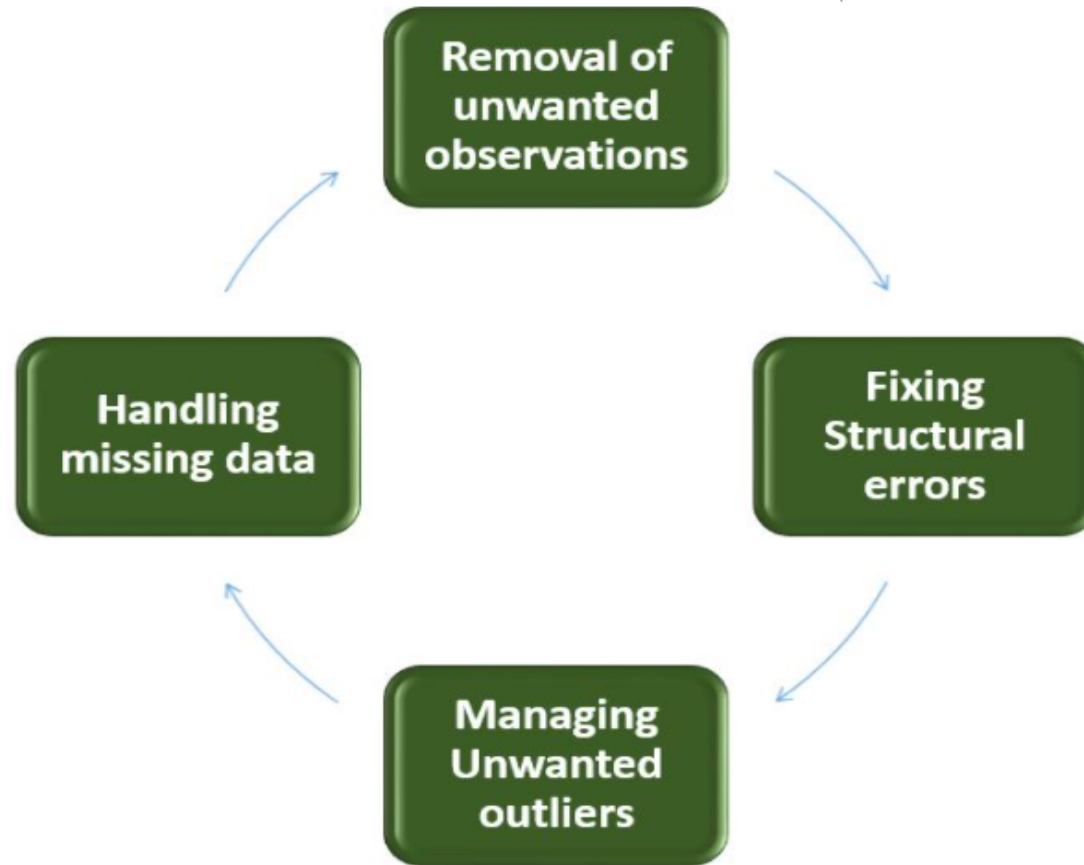 Removal of
unwanted
observations
Fixing
Structural
errors
Managing
Unwanted
outliers
Handling
missing data